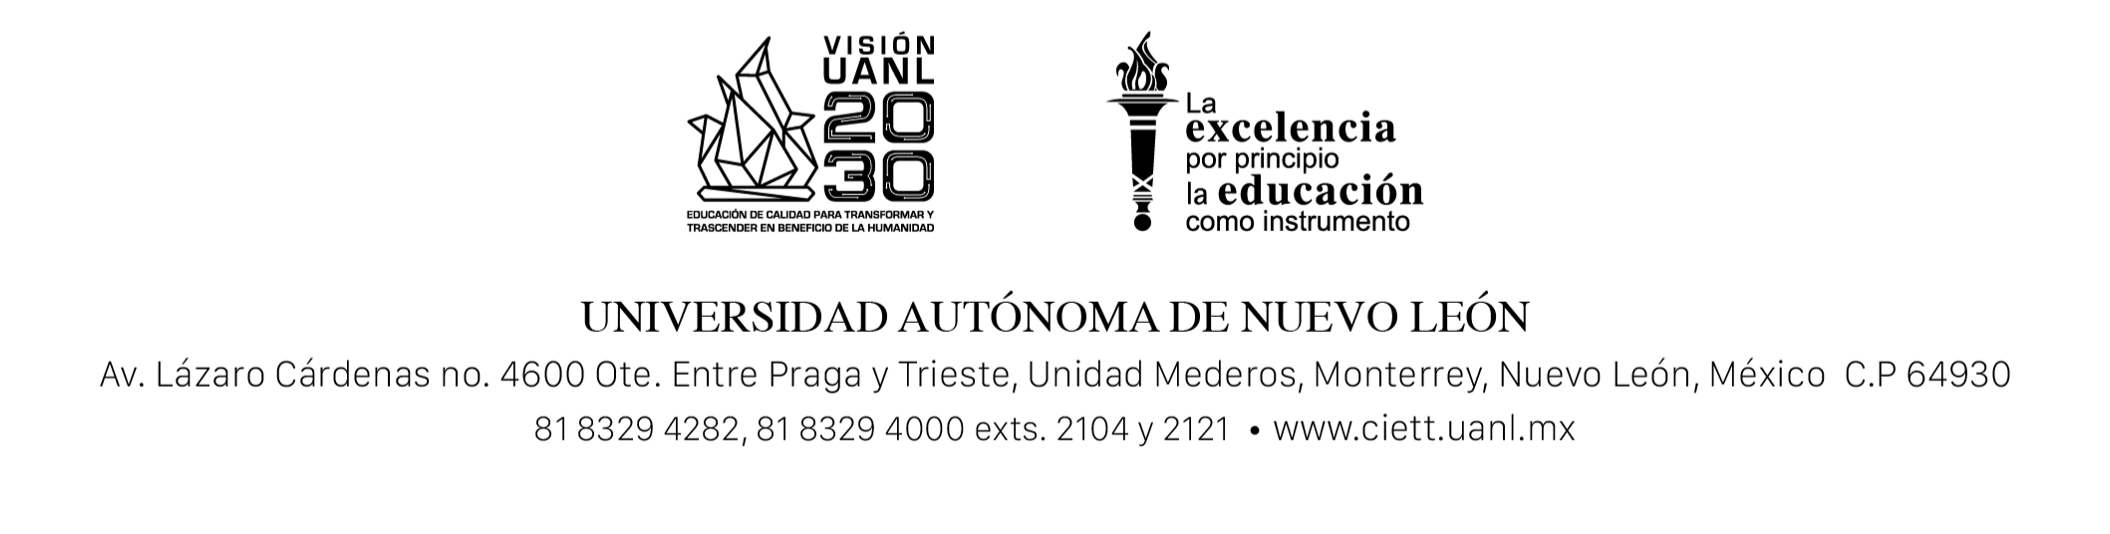 VISIÓN
UANL
20
30
EDUCACIÓN DE CALIDAD PARA TRANSFORMAR Y
TRASCENDER EN BENEFICIO DE LA HUMANIDAD
La
excelencia
por principio
la educación
como instrumento
UNIVERSIDAD AUTÓNOMA DE NUEVO LEÓN
Av. Lázaro Cárdenas no. 4600 Ote. Entre Praga y Trieste, Unidad Mederos, Monterrey, Nuevo León, México C.P 64930
81 8329 4282, 81 8329 4000 exts. 2104 y 2121 • www.ciett.uanl.mx